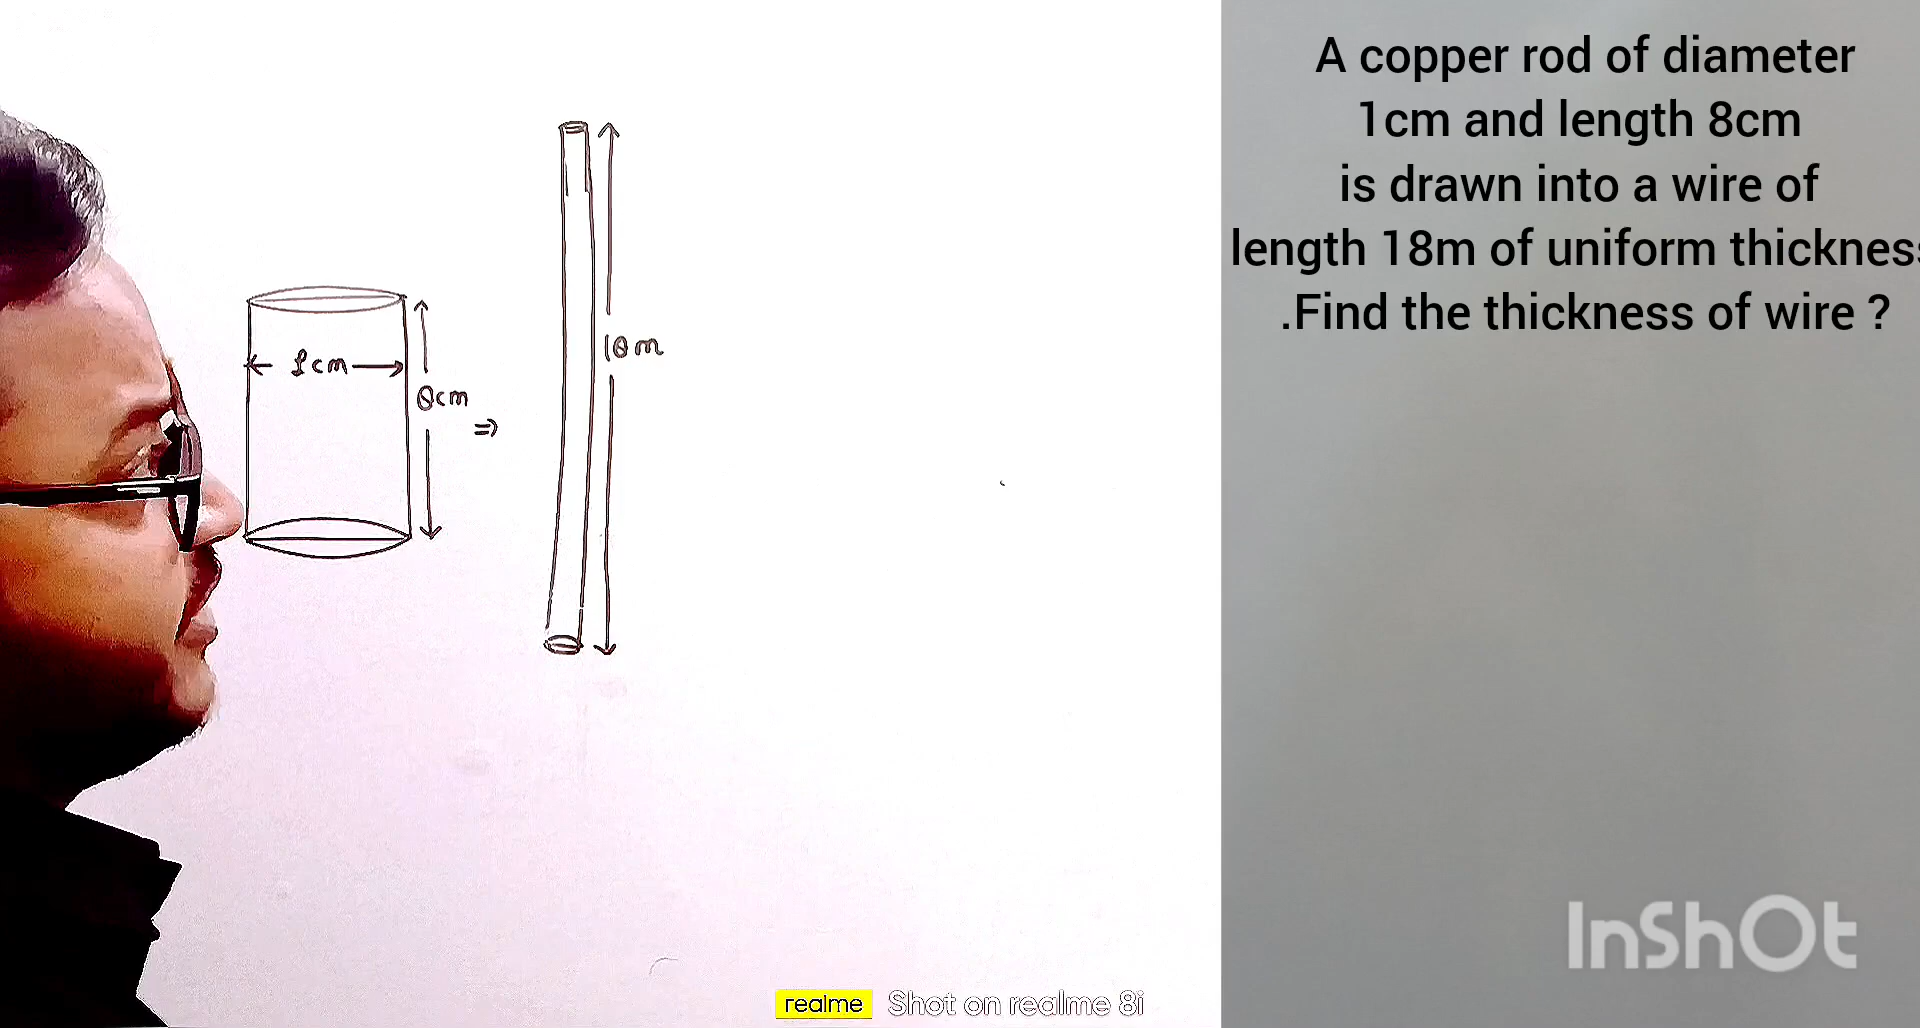 A copper rod of diameter
1cm and length 8cm
is drawn into a wire of
length 18m of uniform thicknes
.Find the thickness of wire ?
1cm
8cm
⇒
18m
InShOt
realme Shot on realme 8i